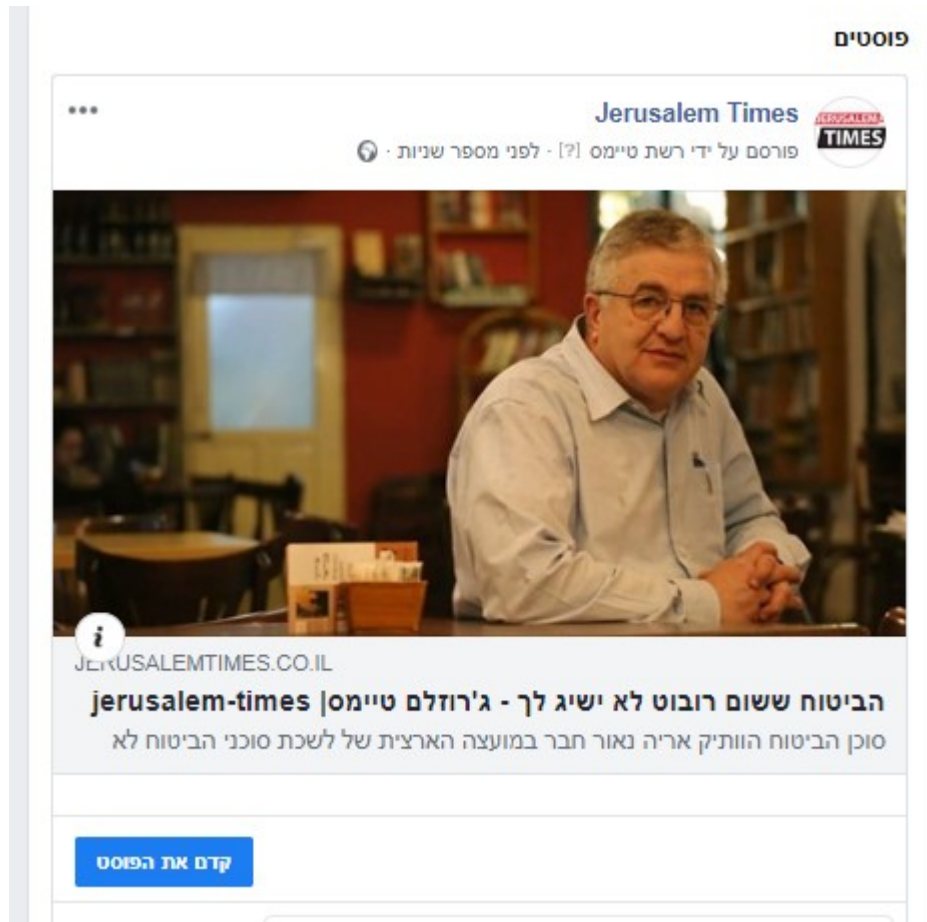 פוסטים
Jerusalem Times
JERUSALEM
TIMES
פורסם על ידי רשת טיימס [?] · לפני מספר שניות ·
JERUSALEMTIMES.CO.IL
הביטוח ששום רובוט לא ישיג לך - ג'רוזלם טיימס| jerusalem-times
סוכן הביטוח הוותיק אריה נאור חבר במועצה הארצית של לשכת סוכני הביטוח לא
קדם את הפוסט